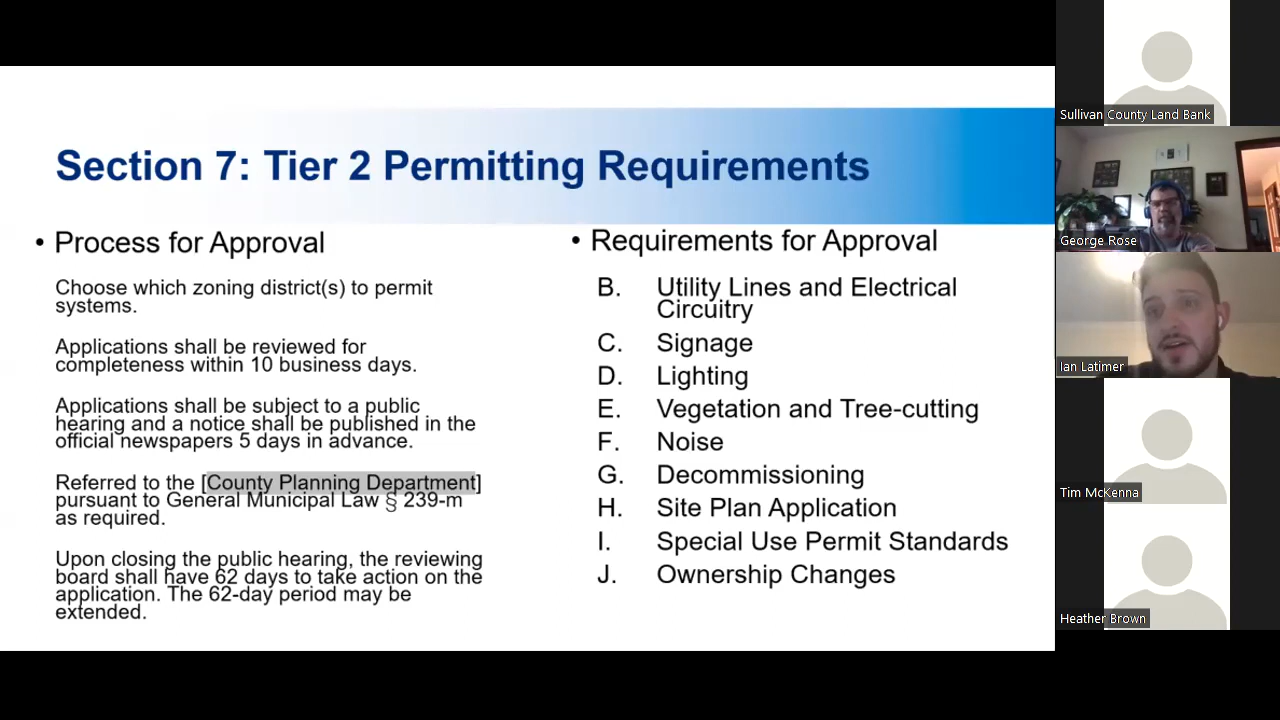 Section 7: Tier 2 Permitting Requirements
• Process for Approval
Choose which zoning district(s) to permit
systems.
Applications shall be reviewed for
completeness within 10 business days.
Applications shall be subject to a public
hearing and a notice shall be published in the
official newspapers 5 days in advance.
Referred to the [County Planning Department]
pursuant to General Municipal Law § 239-m
as required.
Upon closing the public hearing, the reviewing
board shall have 62 days to take action on the
application. The 62-day period may be
extended.
• Requirements for Approval
B. Utility Lines and Electrical
Circuitry
C. Signage
D. Lighting
E. Vegetation and Tree-cutting
F. Noise
G. Decommissioning
H. Site Plan Application
I. Special Use Permit Standards
J. Ownership Changes
Sullivan County Land Bank
George Rose
Ian Latimer
Tim McKenna
Heather Brown